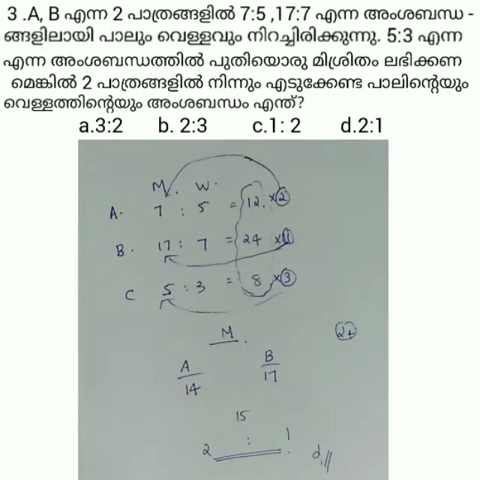 3 .A, B എന്ന 2 പാത്രങ്ങളിൽ 7:5 ,17:7 എന്ന അംശബന്ധ -
ങ്ങളിലായി പാലും വെള്ളവും നിറച്ചിരിക്കുന്നു. 5:3 എന്ന
എന്ന അംശബന്ധത്തിൽ പുതിയൊരു മിശ്രിതം ലഭിക്കണ
മെങ്കിൽ 2 പാത്രങ്ങളിൽ നിന്നും എടുക്കേണ്ട പാലിന്റെയും
വെള്ളത്തിന്റെയും അംശബന്ധം എന്ത്?
a.3:2 b. 2:3 c.1: 2 d.2:1
M. W.
A. 7 : 5 = 12. ×2
B. 17 : 7 = 24 ×1
C 5 : 3 = 8 ×3
M 24
A B
14 17
15
2 : 1 d,//